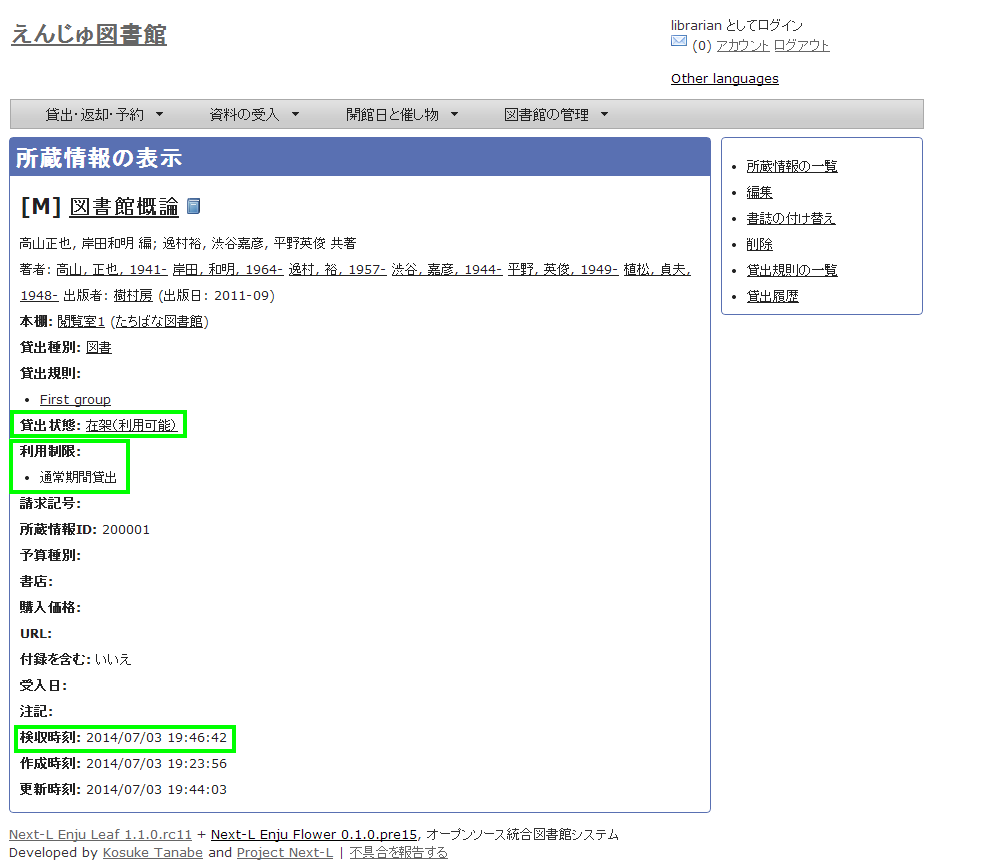 えんじゅ図書館
librarian としてログイン
(0) アカウント ログアウト
Other languages
貸出・返却・予約 ▼ 資料の受入 ▼ 開館日と催し物 ▼ 図書館の管理 ▼
所蔵情報の表示
[M] 図書館概論
高山正也, 岸田和明 編; 逸村裕, 渋谷嘉彦, 平野英俊 共著
著者: 高山, 正也, 1941- 岸田, 和明, 1964- 逸村, 裕, 1957- 渋谷, 嘉彦, 1944- 平野, 英俊, 1949- 植松, 貞夫,
1948- 出版者: 樹村房 (出版日: 2011-09)
本棚: 閲覧室1 (たちばな図書館)
貸出種別: 図書
貸出規則:
• First group
貸出状態: 在架(利用可能)
利用制限:
• 通常期間貸出
請求記号:
所蔵情報ID: 200001
予算種別:
書店:
購入価格:
URL:
付録を含む: いいえ
受入日:
注記:
検収時刻: 2014/07/03 19:46:42
作成時刻: 2014/07/03 19:23:56
更新時刻: 2014/07/03 19:44:03
• 所蔵情報の一覧
• 編集
• 書誌の付け替え
• 削除
• 貸出規則の一覧
• 貸出履歴
Next-L Enju Leaf 1.1.0.rc11 + Next-L Enju Flower 0.1.0.pre15, オープンソース統合図書館システム
Developed by Kosuke Tanabe and Project Next-L | 不具合を報告する